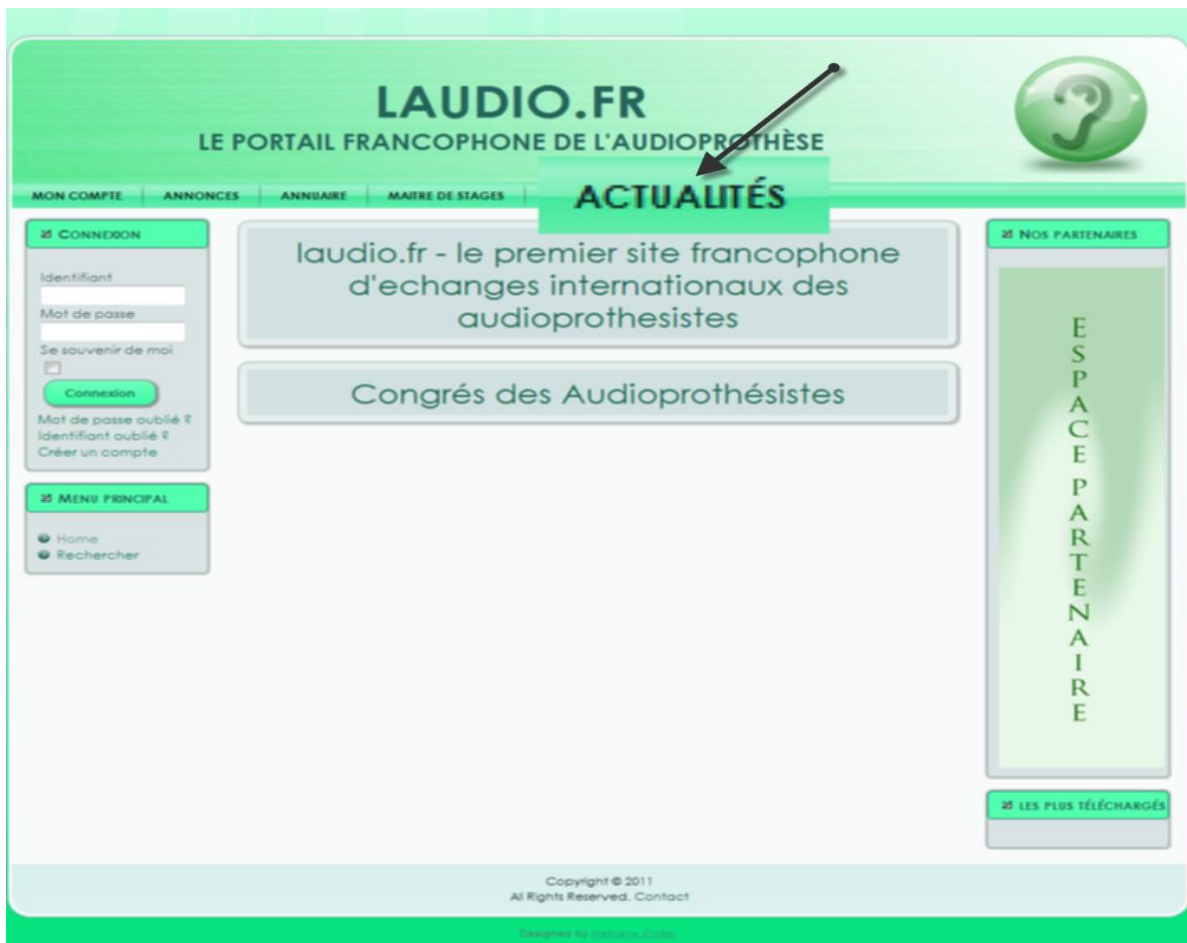 LAUDIO.FR
LE PORTAIL FRANCOPHONE DE L'AUDIOPROTHÈSE
MON COMPTE
ANNONCES
ANNUAIRE
MAITRE DE STAGES
ACTUALITÉS
CONNEXION
Identifiant
Mot de passe
Se souvenir de moi
Connexion
Mot de passe oublié ?
Identifiant oublié ?
Créer un compte
MENU PRINCIPAL
Home
Rechercher
laudio.fr - le premier site francophone
d'echanges internationaux des
audioprothesistes
Congrés des Audioprothésistes
NOS PARTENAIRES
ESPACE PARTENAIRE
LES PLUS TÉLÉCHARGÉS
Copyright © 2011
All Rights Reserved. Contact
Designed by